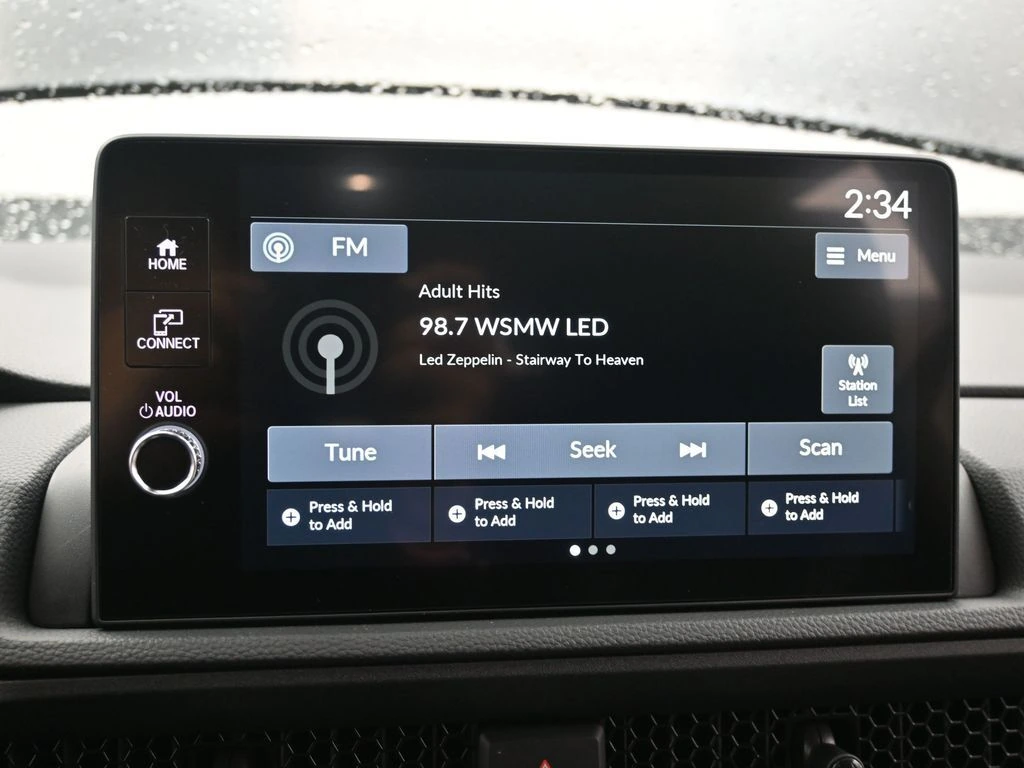 2:34
HOME
FM
Menu
CONNECT
Adult Hits
98.7 WSMW LED
Led Zeppelin - Stairway To Heaven
Station
List
VOL
AUDIO
Tune
Seek
Scan
Press & Hold
to Add
Press & Hold
to Add
Press & Hold
to Add
Press & Hold
to Add